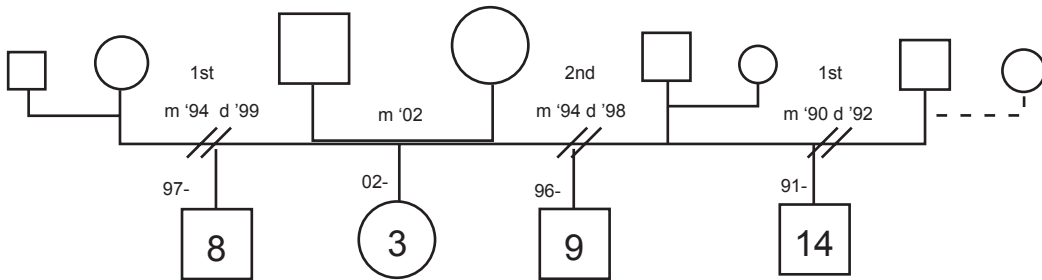 1st
2nd
1st
m ‘94 d ’99
m ‘02
m ‘94 d ’98
m ‘90 d ’92
97-
02-
96-
91-
8
3
9
14